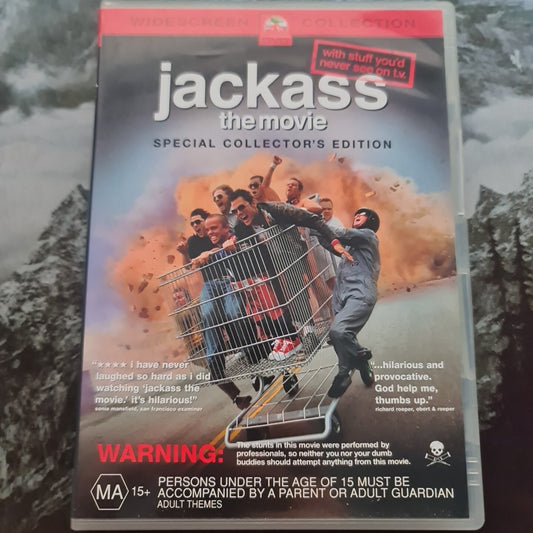 WIDESCREEN COLLECTION
with stuff you'd
never see on t.v.
jackass
the movie
SPECIAL COLLECTOR'S EDITION
"**** i have never
laughed so hard as i did
watching 'jackass the
movie.' it's hilarious!"
sonia mansfield, san francisco examiner
"...hilarious and
provocative.
God help me,
thumbs up."
richard roeper, ebert & roeper
WARNING:
The stunts in this movie were performed by
professionals, so neither you nor your dumb
buddies should attempt anything from this movie.
MA 15+
PERSONS UNDER THE AGE OF 15 MUST BE
ACCOMPANIED BY A PARENT OR ADULT GUARDIAN
ADULT THEMES